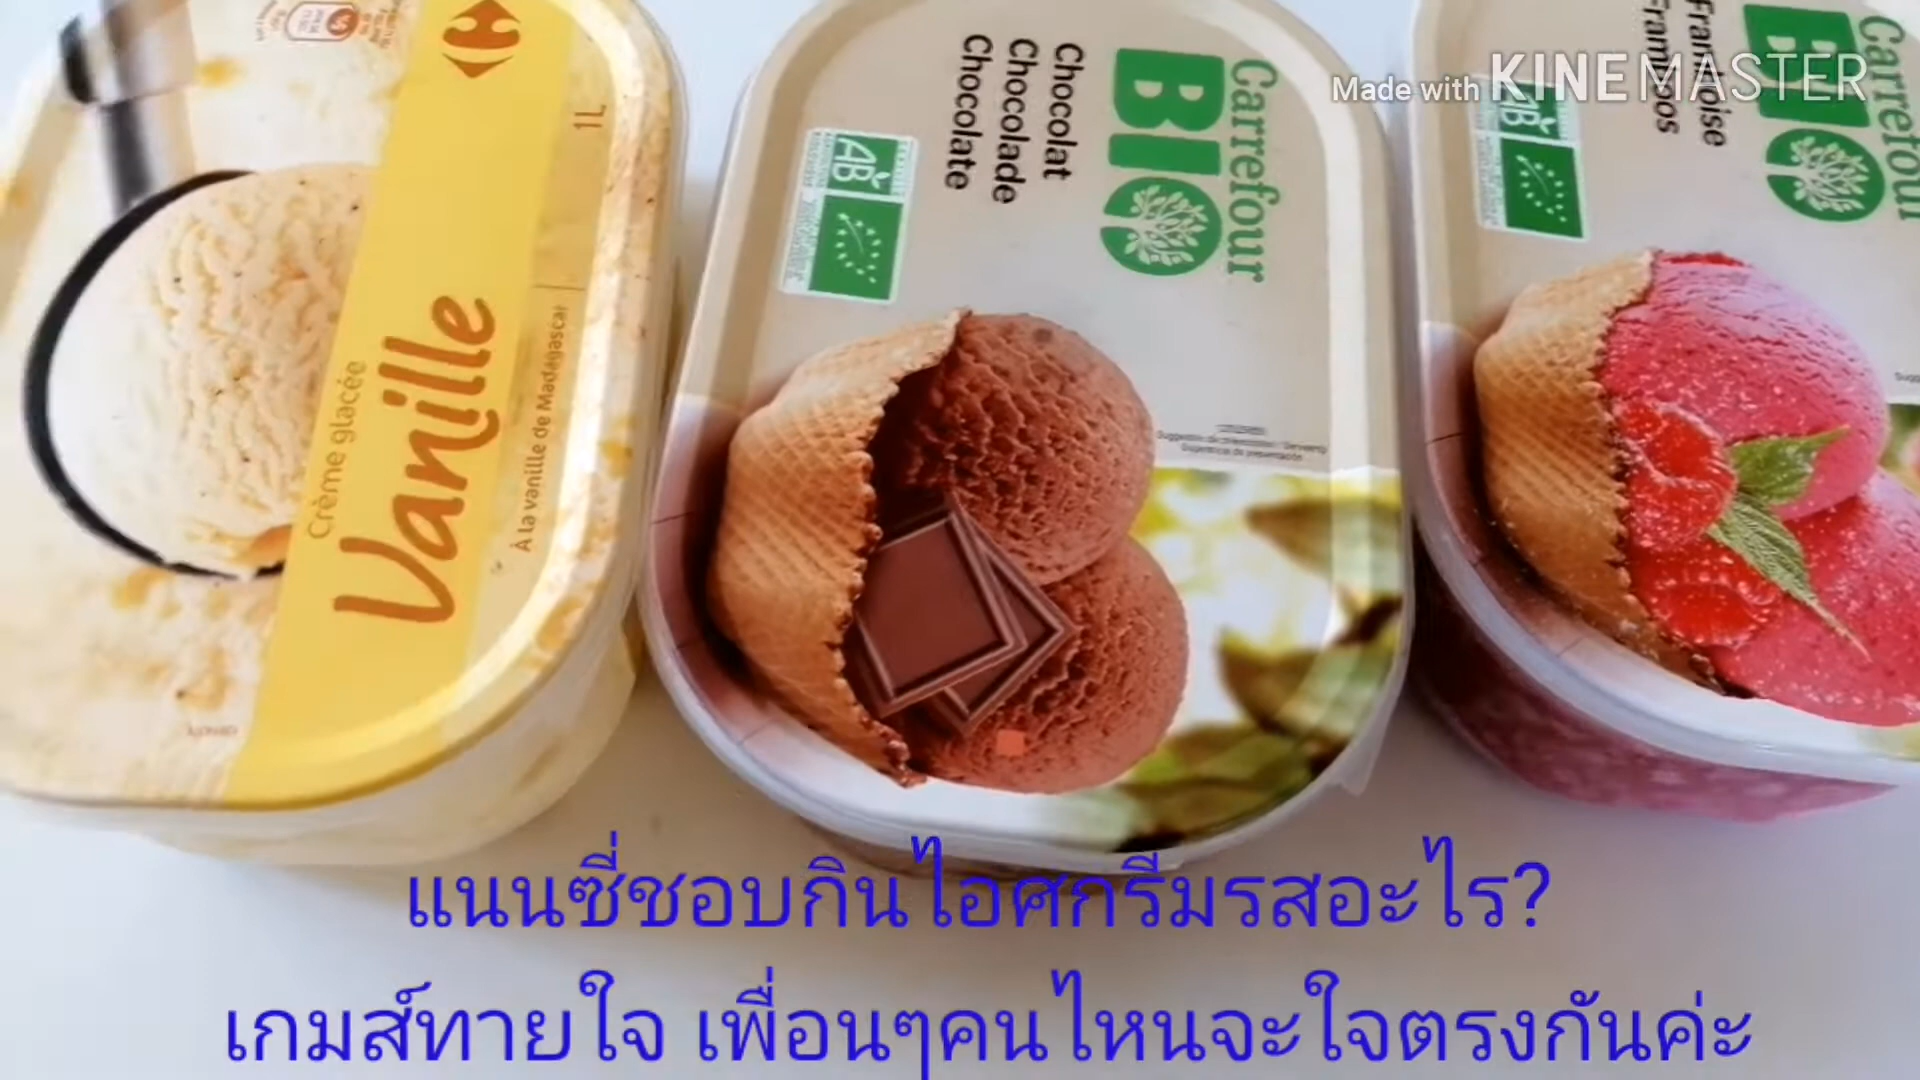 Made with KINEMASTER
1L
Crème glacée
Vanille
À la vanille de Madagascar
Carrefour
BIO
Chocolat
Chocolade
Chocolate
AB
Carrefour
BIO
Framboise
Framboos
AB
แนนซี่ชอบกินไอศกรีมรสอะไร?
เกมส์ทายใจ เพื่อนๆคนไหนจะใจตรงกันค่ะ